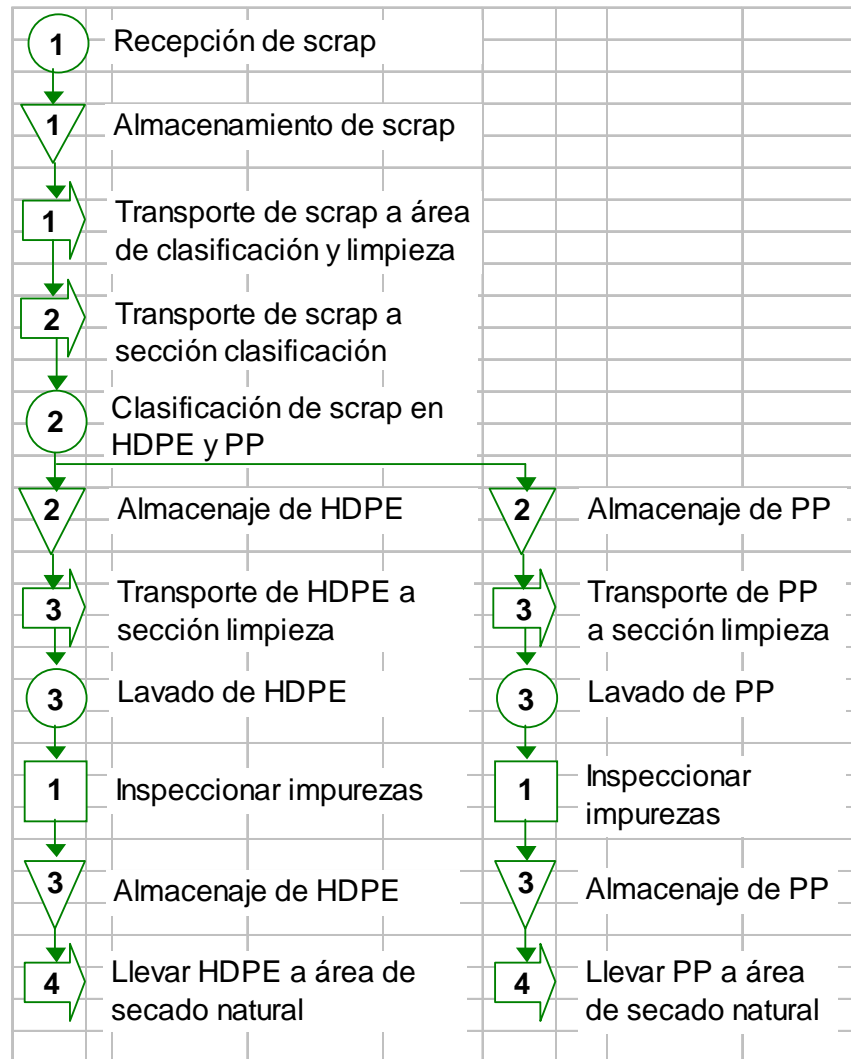 1 Recepción de scrap
1 Almacenamiento de scrap
1 Transporte de scrap a área
de clasificación y limpieza
2 Transporte de scrap a
sección clasificación
2 Clasificación de scrap en
HDPE y PP
2 Almacenaje de HDPE
2 Almacenaje de PP
3 Transporte de HDPE a
sección limpieza
3 Transporte de PP
a sección limpieza
3 Lavado de HDPE
3 Lavado de PP
1 Inspeccionar impurezas
1 Inspeccionar
impurezas
3 Almacenaje de HDPE
3 Almacenaje de PP
4 Llevar HDPE a área de
secado natural
4 Llevar PP a área
de secado natural